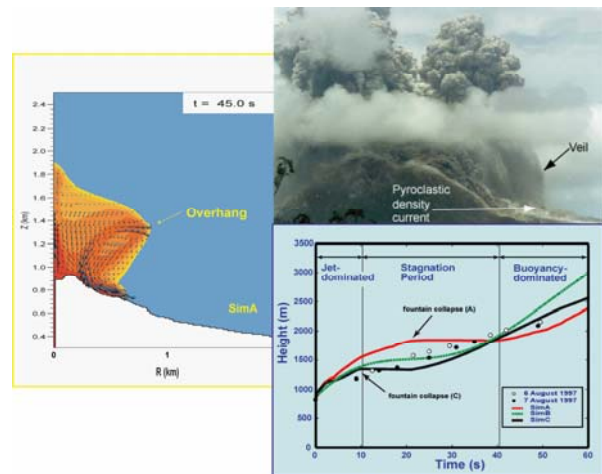 t = 45.0 s
2.4
2.2
2.0
1.8
1.6
1.4
1.2
1.0
0.8
0.6
0.4
Z (km)
Overhang
SimA
0
1
R (km)
Veil
Pyroclastic
density
current
3500
3000
2500
2000
1500
1000
500
0
Height (m)
Jet-
dominated
Stagnation
Period
Buoyancy-
dominated
fountain collapse (A)
fountain collapse (C)
6 August 1997
7 August 1997
SimA
SimB
SimC
0
10
20
30
40
50
60
Time (s)